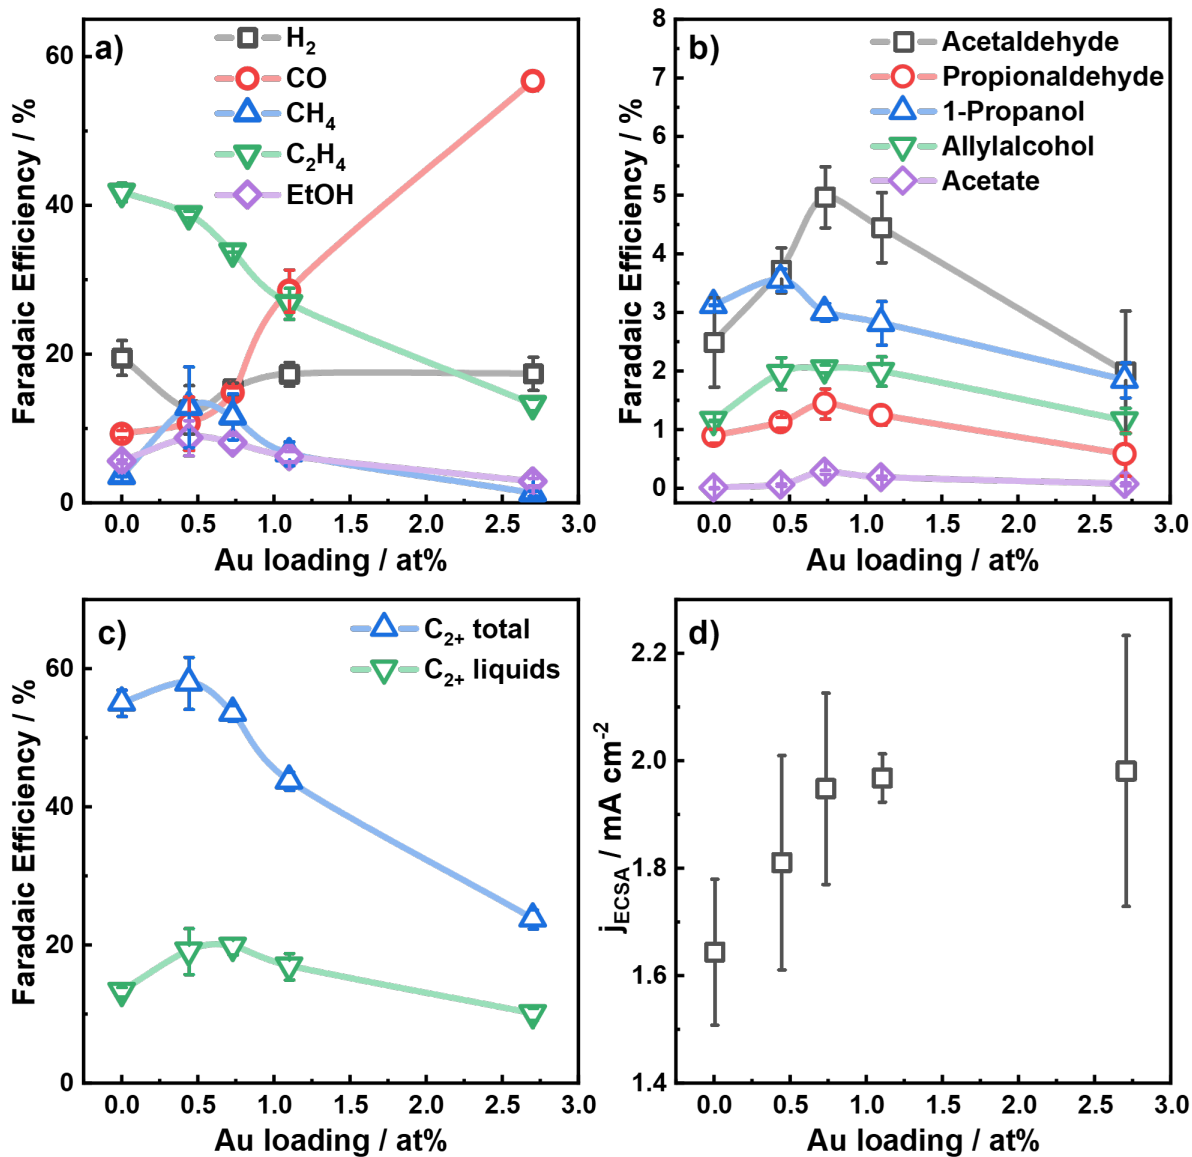 a)
H₂
CO
CH₄
C₂H₄
EtOH
60
40
20
0
Faradaic Efficiency / %
0.0 0.5 1.0 1.5 2.0 2.5 3.0
Au loading / at%
b)
Acetaldehyde
Propionaldehyde
1-Propanol
Allylalcohol
Acetate
8
7
6
5
4
3
2
1
0
Faradaic Efficiency / %
0.0 0.5 1.0 1.5 2.0 2.5 3.0
Au loading / at%
c)
C₂₊ total
C₂₊ liquids
60
40
20
0
Faradaic Efficiency / %
0.0 0.5 1.0 1.5 2.0 2.5 3.0
Au loading / at%
d)
2.2
2.0
1.8
1.6
1.4
j_ECSA / mA cm⁻²
0.0 0.5 1.0 1.5 2.0 2.5 3.0
Au loading / at%